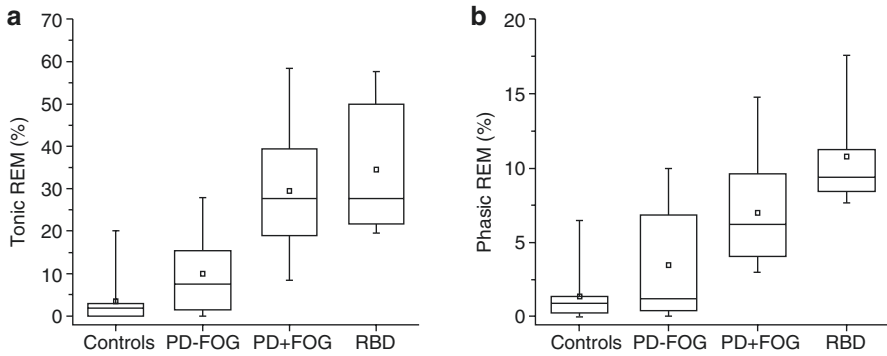 a
70
60
50
40
30
20
10
0
Tonic REM (%)
Controls PD-FOG PD+FOG RBD
b
20
15
10
5
0
Phasic REM (%)
Controls PD-FOG PD+FOG RBD